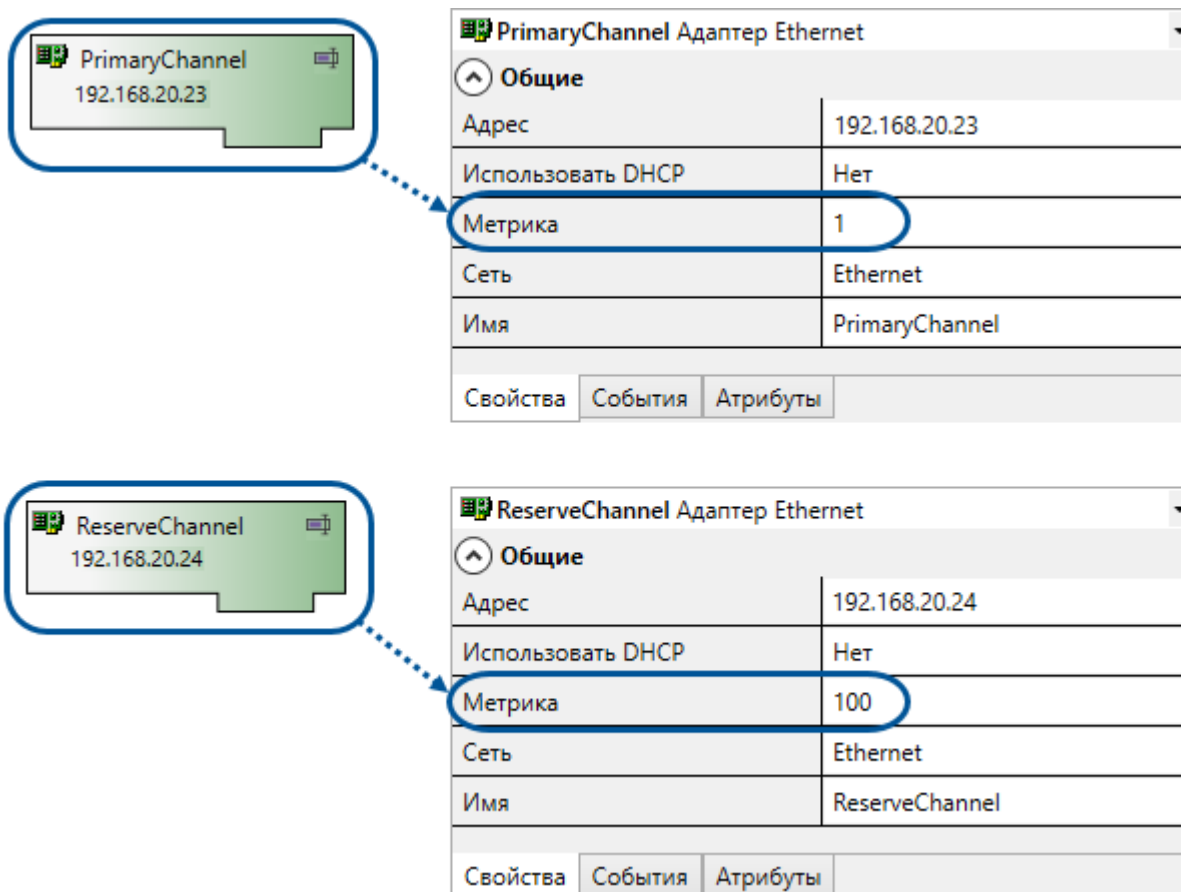 PrimaryChannel
192.168.20.23
PrimaryChannel Адаптер Ethernet
Общие
Адрес 192.168.20.23
Использовать DHCP Нет
Метрика 1
Сеть Ethernet
Имя PrimaryChannel
Свойства События Атрибуты
ReserveChannel
192.168.20.24
ReserveChannel Адаптер Ethernet
Общие
Адрес 192.168.20.24
Использовать DHCP Нет
Метрика 100
Сеть Ethernet
Имя ReserveChannel
Свойства События Атрибуты